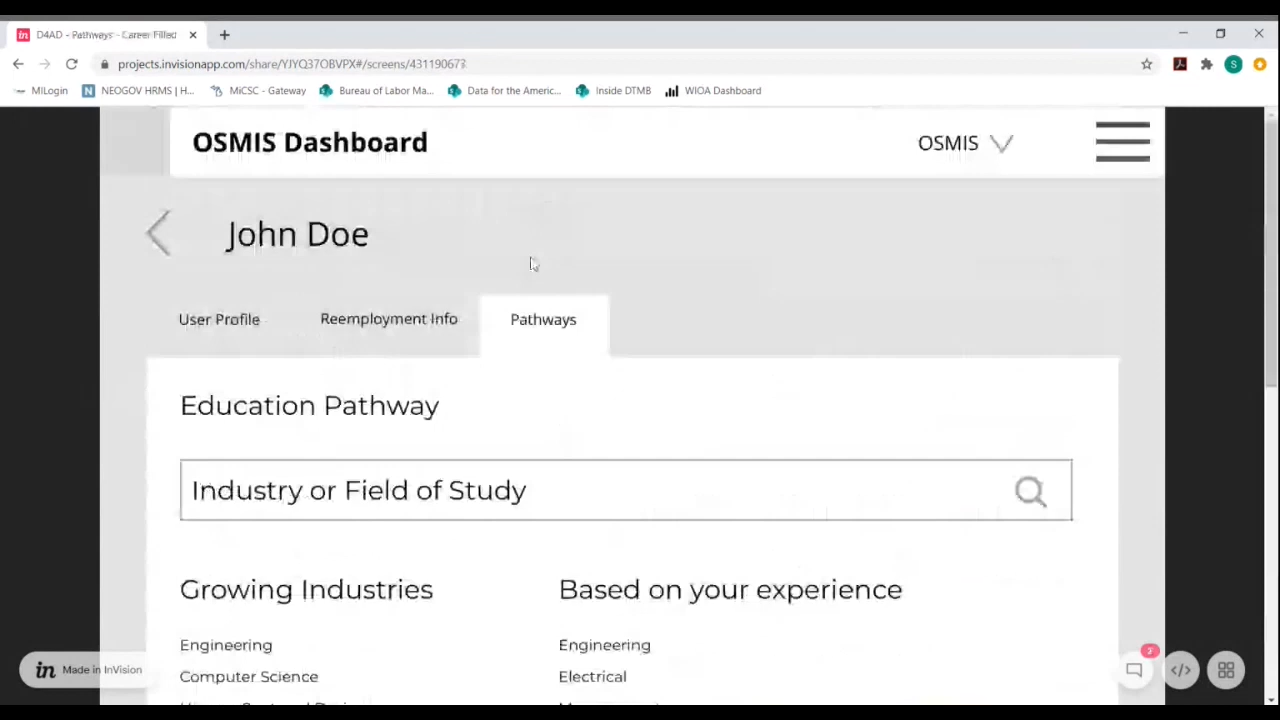 D4AD - Pathways - Career Filled
projects.invisionapp.com/share/YJYQ37OBVPX#/screens/431190673
MILogin NEOGOV HRMS | H... MiCSC - Gateway Bureau of Labor Ma... Data for the Americ... Inside DTMB WIOA Dashboard
OSMIS Dashboard OSMIS
John Doe
User Profile Reemployment Info Pathways
Education Pathway
Industry or Field of Study
Growing Industries Based on your experience
Engineering Engineering
Computer Science Electrical
in Made in InVision